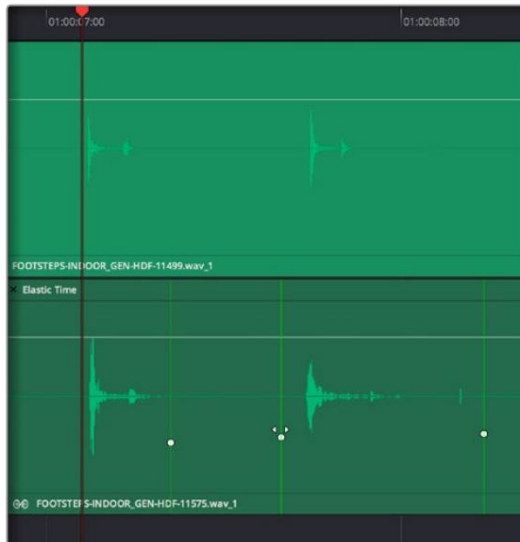 01:00:07:00
01:00:08:00
FOOTSTEPS-INDOOR_GEN-HDF-11499.wav_1
× Elastic Time
FOOTSTEPS-INDOOR_GEN-HDF-11575.wav_1